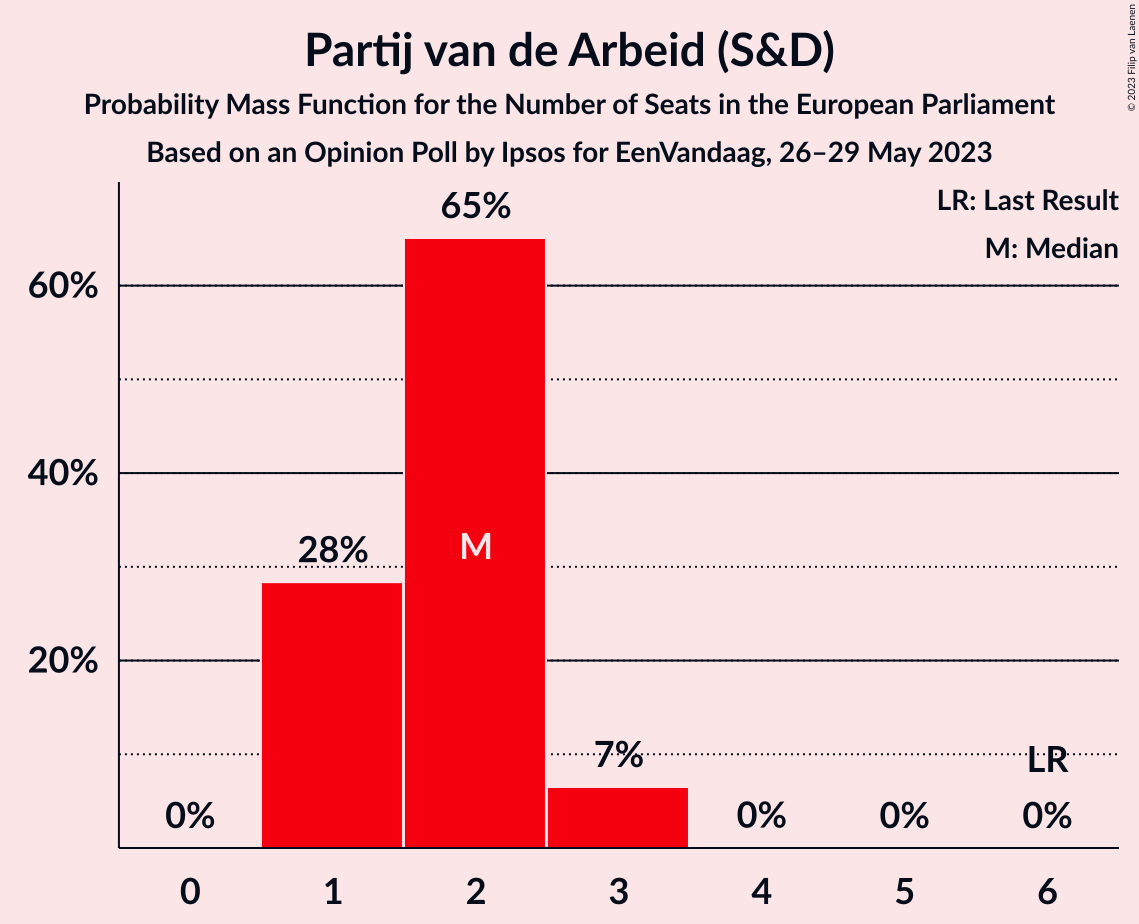 Partij van de Arbeid (S&D)
Probability Mass Function for the Number of Seats in the European Parliament
Based on an Opinion Poll by Ipsos for EenVandaag, 26–29 May 2023
© 2023 Filip van Laenen
LR: Last Result
M: Median
65%
60%
40%
28%
M
20%
7%
LR
0%
0%
0%
0%
0 1 2 3 4 5 6